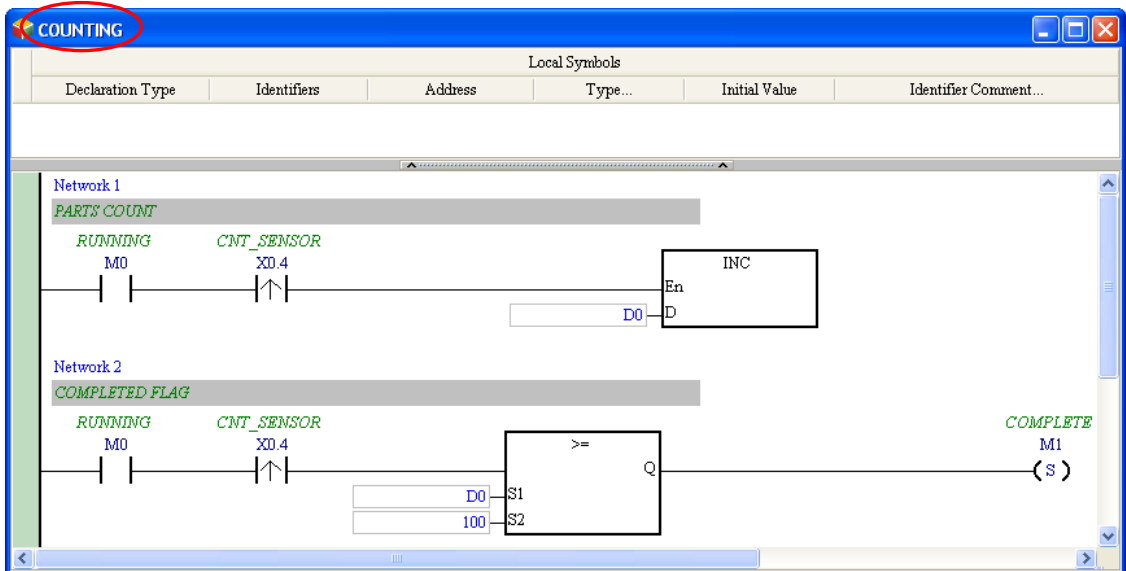 COUNTING
Local Symbols
Declaration Type Identifiers Address Type... Initial Value Identifier Comment...
Network 1
PARTS COUNT
RUNNING CNT_SENSOR
M0 X0.4 INC
En
D0 D
Network 2
COMPLETED FLAG
RUNNING CNT_SENSOR COMPLETE
M0 X0.4 >= M1
Q S
D0 S1
100 S2